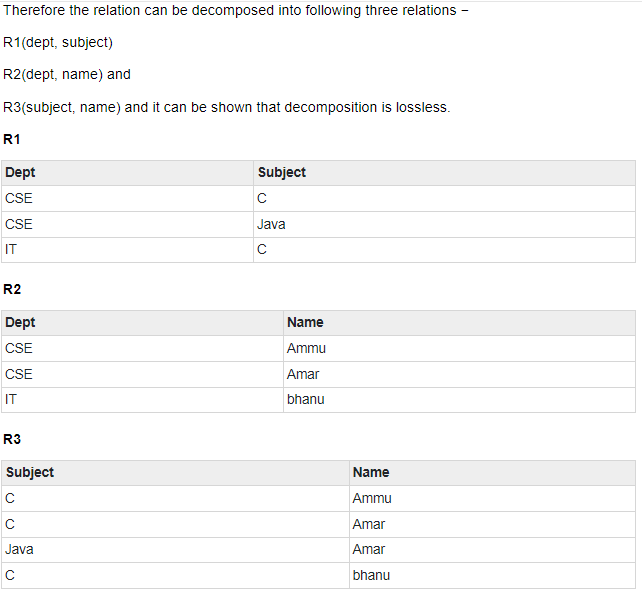 Therefore the relation can be decomposed into following three relations −
R1(dept, subject)
R2(dept, name) and
R3(subject, name) and it can be shown that decomposition is lossless.
R1
Dept Subject
CSE C
CSE Java
IT C
R2
Dept Name
CSE Ammu
CSE Amar
IT bhanu
R3
Subject Name
C Ammu
C Amar
Java Amar
C bhanu